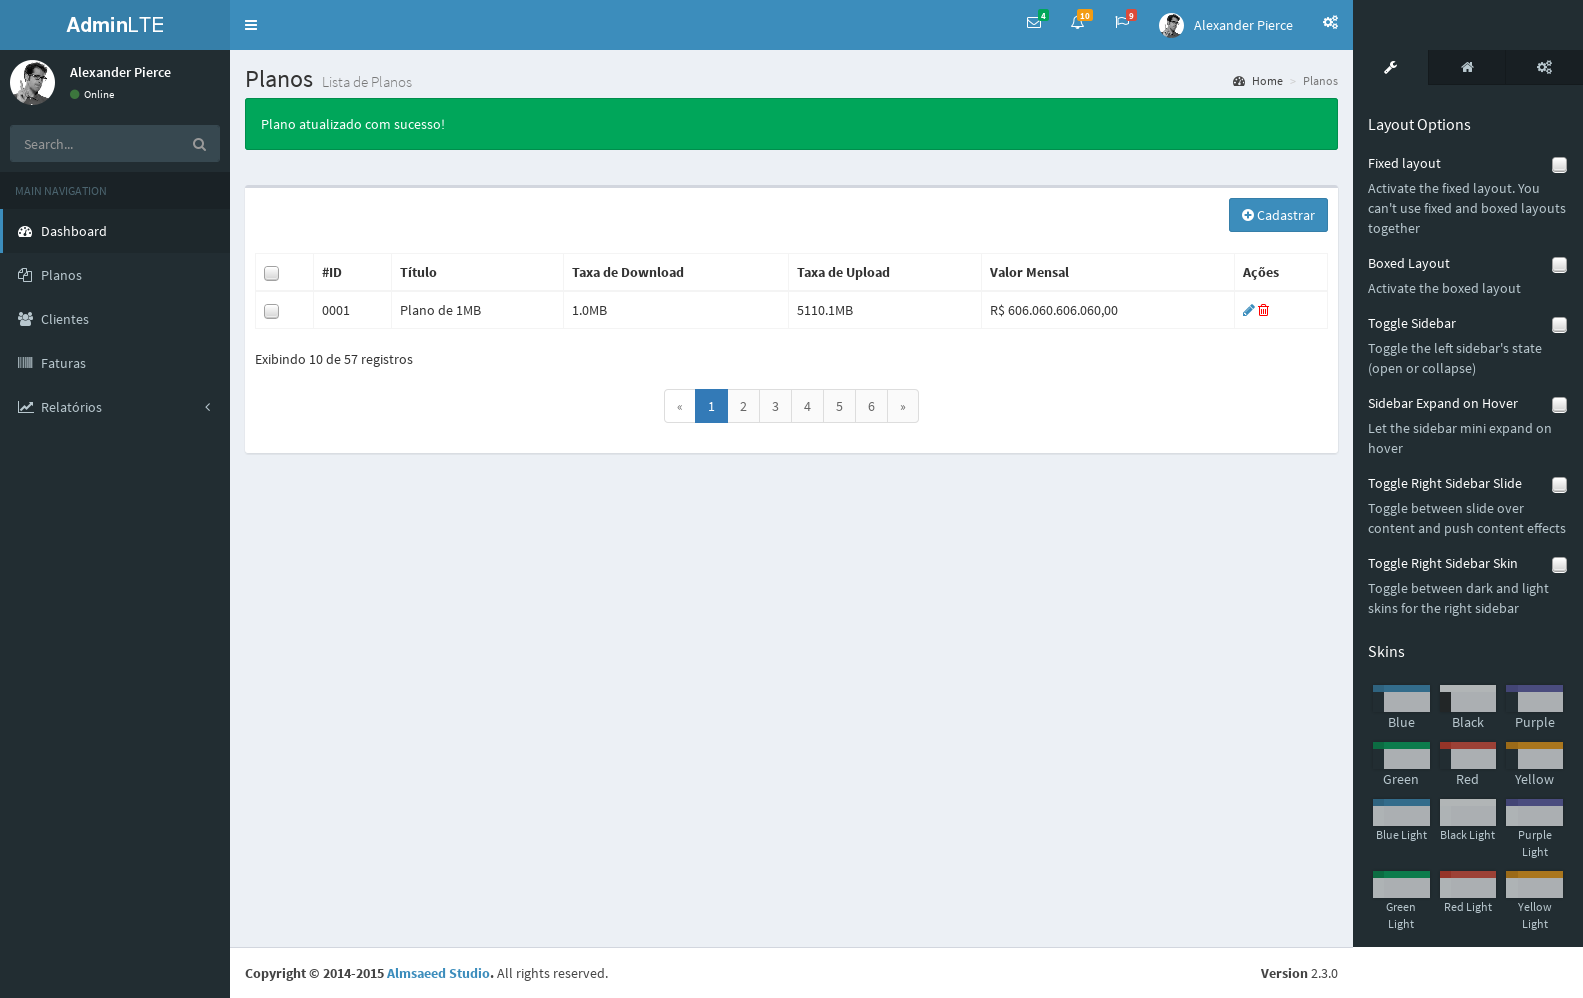 AdminLTE
4
10
9
Alexander Pierce
Alexander Pierce
Online
Search...
MAIN NAVIGATION
Dashboard
Planos
Clientes
Faturas
Relatórios
Planos Lista de Planos
Home > Planos
Plano atualizado com sucesso!
Cadastrar
#ID Título Taxa de Download Taxa de Upload Valor Mensal Ações
0001 Plano de 1MB 1.0MB 5110.1MB R$ 606.060.606.060,00
Exibindo 10 de 57 registros
« 1 2 3 4 5 6 »
Layout Options
Fixed layout
Activate the fixed layout. You
can't use fixed and boxed layouts
together
Boxed Layout
Activate the boxed layout
Toggle Sidebar
Toggle the left sidebar's state
(open or collapse)
Sidebar Expand on Hover
Let the sidebar mini expand on
hover
Toggle Right Sidebar Slide
Toggle between slide over
content and push content effects
Toggle Right Sidebar Skin
Toggle between dark and light
skins for the right sidebar
Skins
Blue Black Purple
Green Red Yellow
Blue Light Black Light Purple
Light
Green Red Light Yellow
Light Light
Copyright © 2014-2015 Almsaeed Studio. All rights reserved.
Version 2.3.0